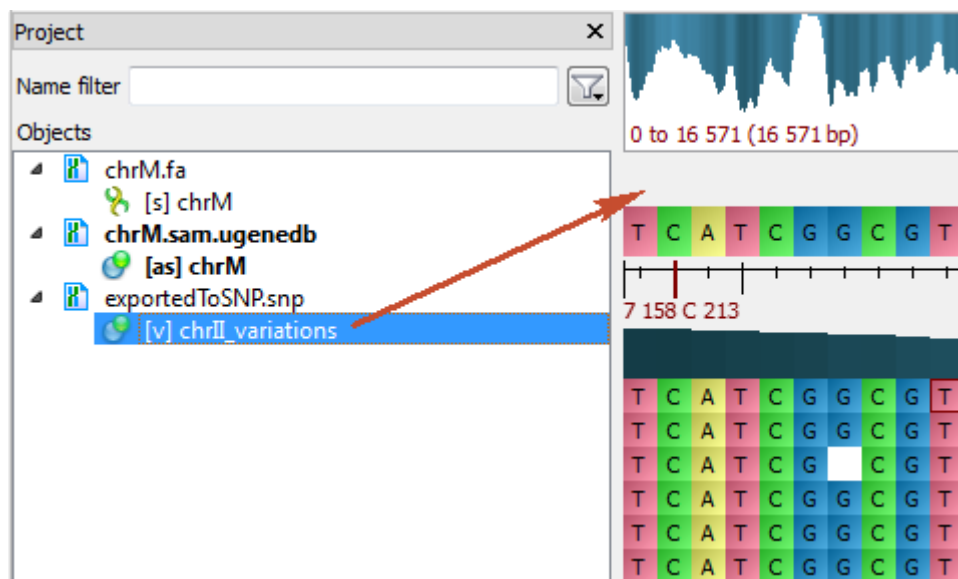 Project
Name filter
Objects
chrM.fa
[s] chrM
chrM.sam.ugenedb
[as] chrM
exportedToSNP.snp
[v] chrII_variations
0 to 16 571 (16 571 bp)
T C A T C G G C G T
7 158 C 213
T C A T C G G C G T
T C A T C G G C G T
T C A T C G C G T
T C A T C G G C G T
T C A T C G G C G T
T C A T C G G C G T